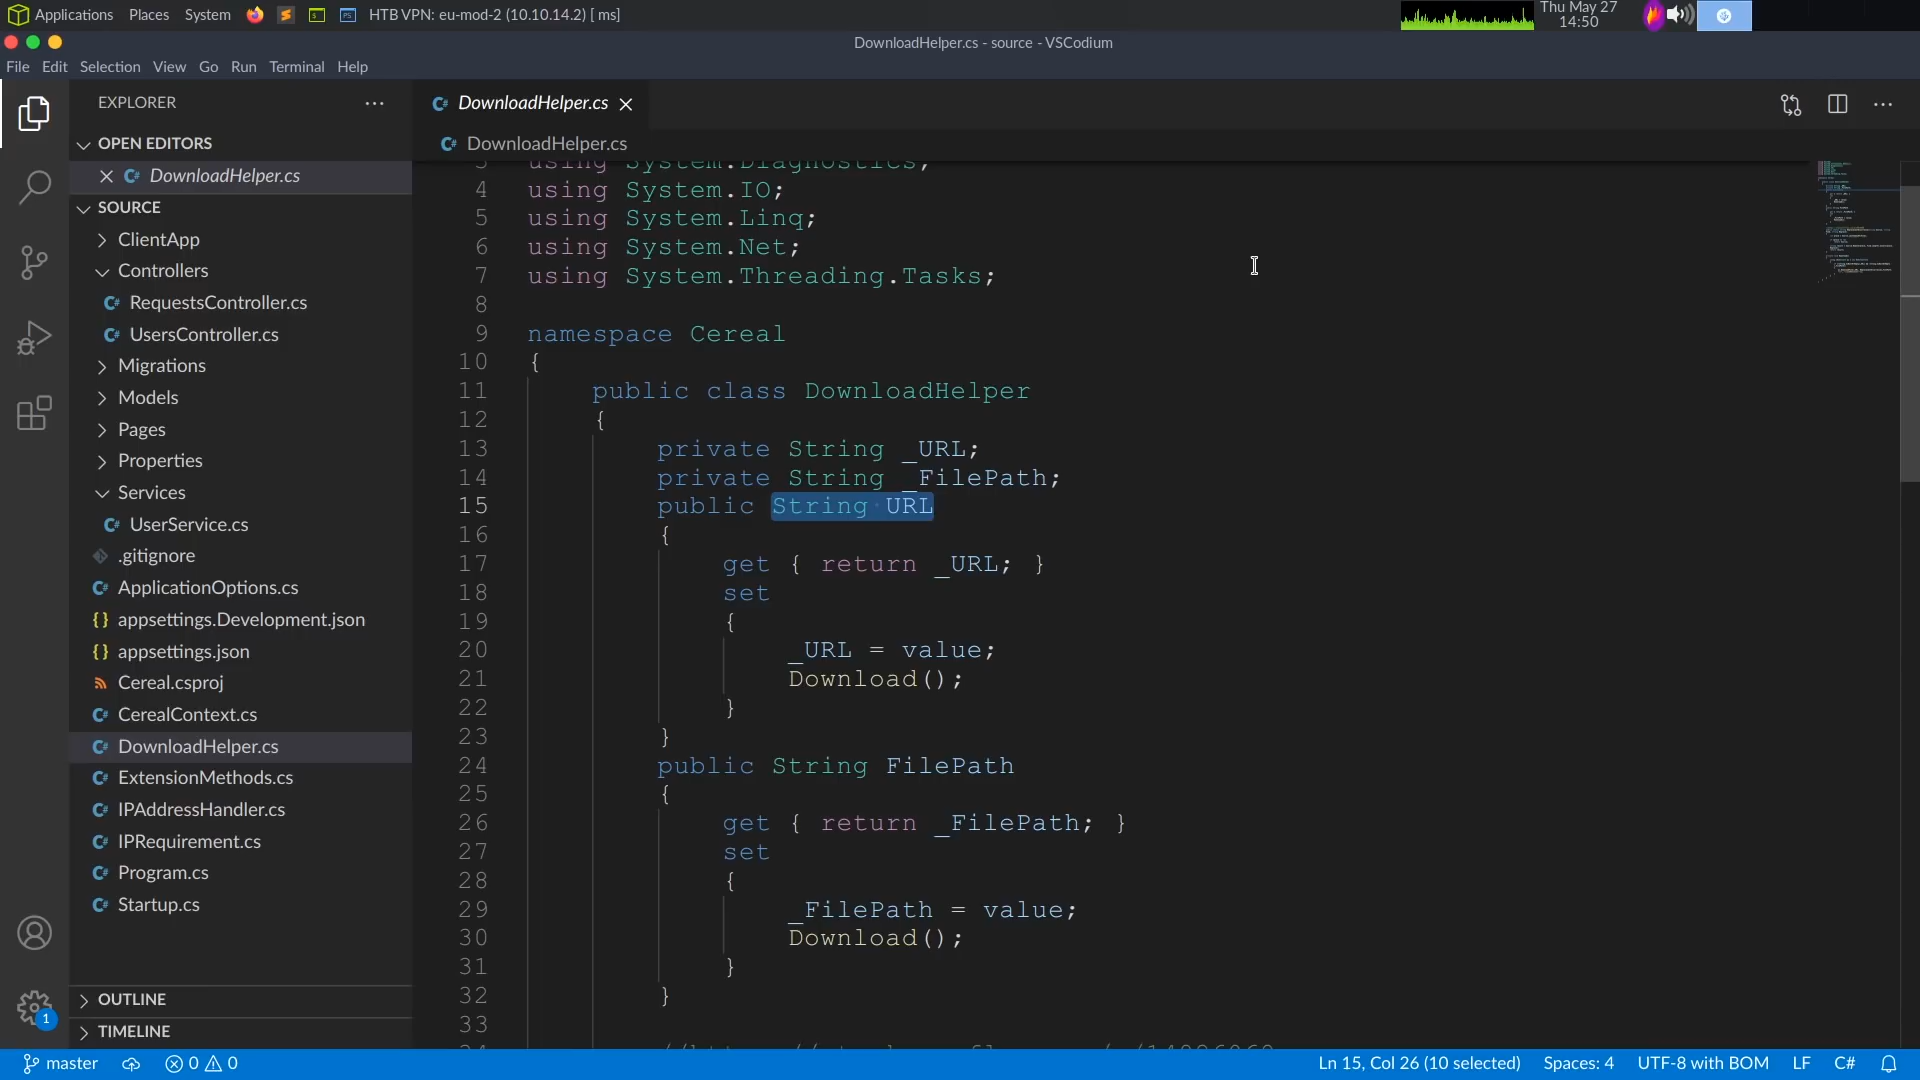 Applications Places System HTB VPN: eu-mod-2 (10.10.14.2) [ ms] Thu May 27
14:50
DownloadHelper.cs - source - VSCodium
File Edit Selection View Go Run Terminal Help
EXPLORER
OPEN EDITORS
DownloadHelper.cs
SOURCE
ClientApp
Controllers
RequestsController.cs
UsersController.cs
Migrations
Models
Pages
Properties
Services
UserService.cs
.gitignore
ApplicationOptions.cs
appsettings.Development.json
appsettings.json
Cereal.csproj
CerealContext.cs
DownloadHelper.cs
ExtensionMethods.cs
IPAddressHandler.cs
IPRequirement.cs
Program.cs
Startup.cs
OUTLINE
TIMELINE
DownloadHelper.cs
DownloadHelper.cs
3 using System.Diagnostics;
4 using System.IO;
5 using System.Linq;
6 using System.Net;
7 using System.Threading.Tasks;
8
9 namespace Cereal
10 {
11 public class DownloadHelper
12 {
13 private String _URL;
14 private String _FilePath;
15 public String URL
16 {
17 get { return _URL; }
18 set
19 {
20 _URL = value;
21 Download();
22 }
23 }
24 public String FilePath
25 {
26 get { return _FilePath; }
27 set
28 {
29 _FilePath = value;
30 Download();
31 }
32 }
33
1
master 0 0 Ln 15, Col 26 (10 selected) Spaces: 4 UTF-8 with BOM LF C#